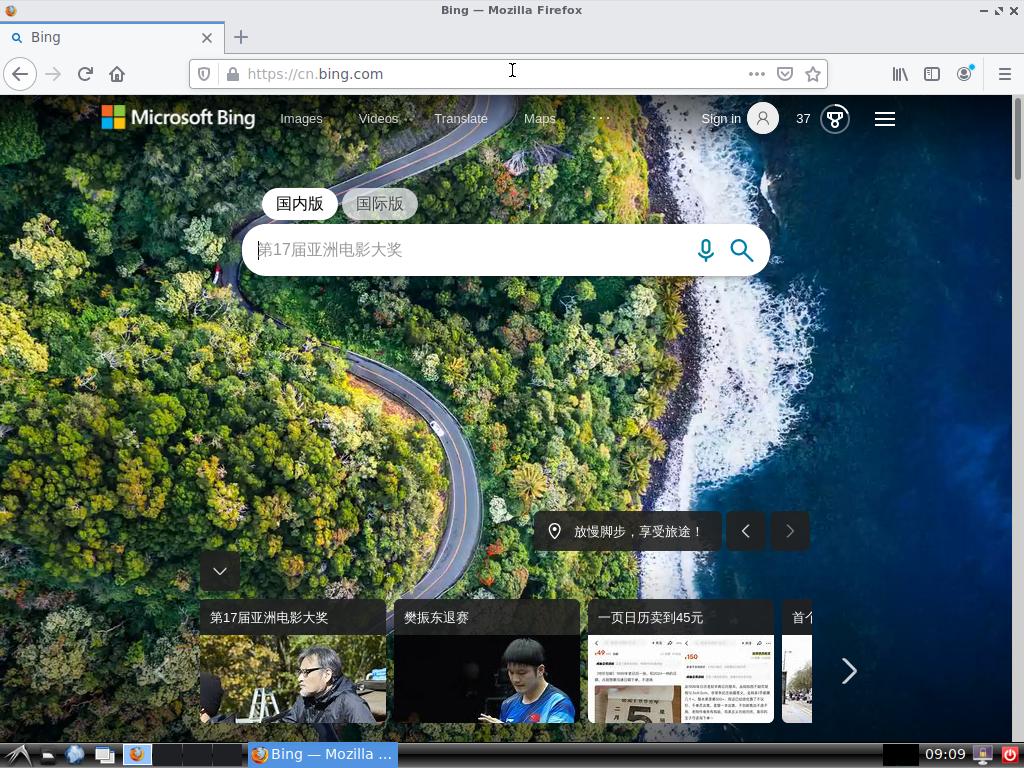 Bing — Mozilla Firefox
Bing
https://cn.bing.com
Microsoft Bing
Images
Videos
Translate
Maps
Sign in
37
国内版
国际版
第17届亚洲电影大奖
放慢脚步，享受旅途！
第17届亚洲电影大奖
樊振东退赛
一页日历卖到45元
首个
Bing — Mozilla ...
09:09